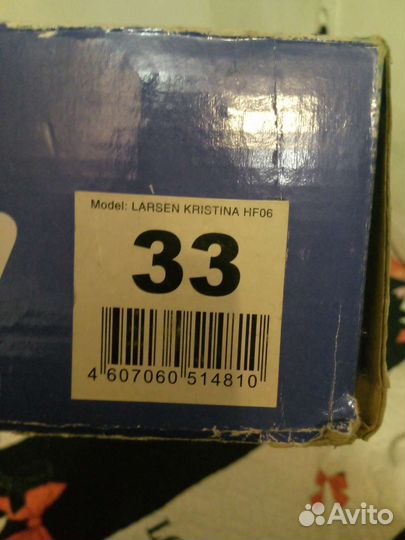 Model: LARSEN KRISTINA HF06
33
4 607060 514810
Avito